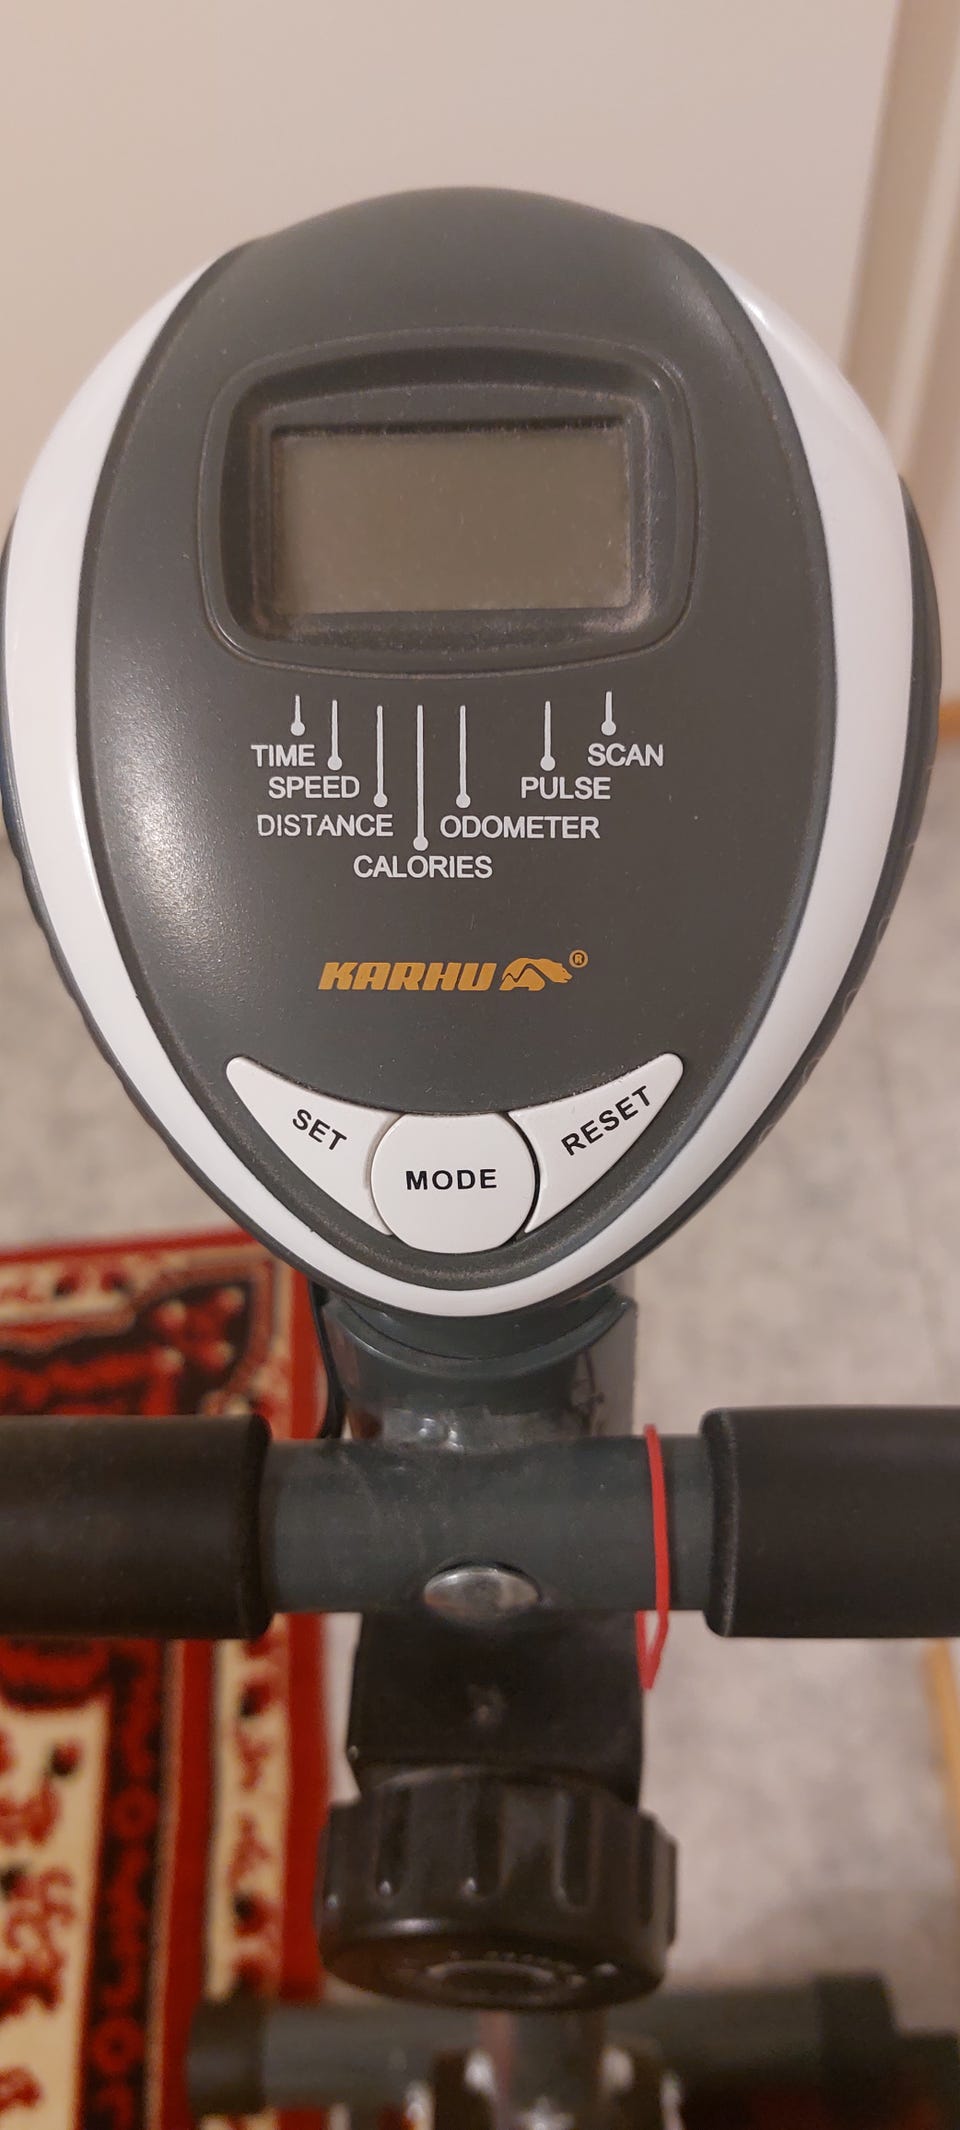 TIME
SCAN
SPEED
PULSE
DISTANCE
ODOMETER
CALORIES
KARHU®
SET
MODE
RESET